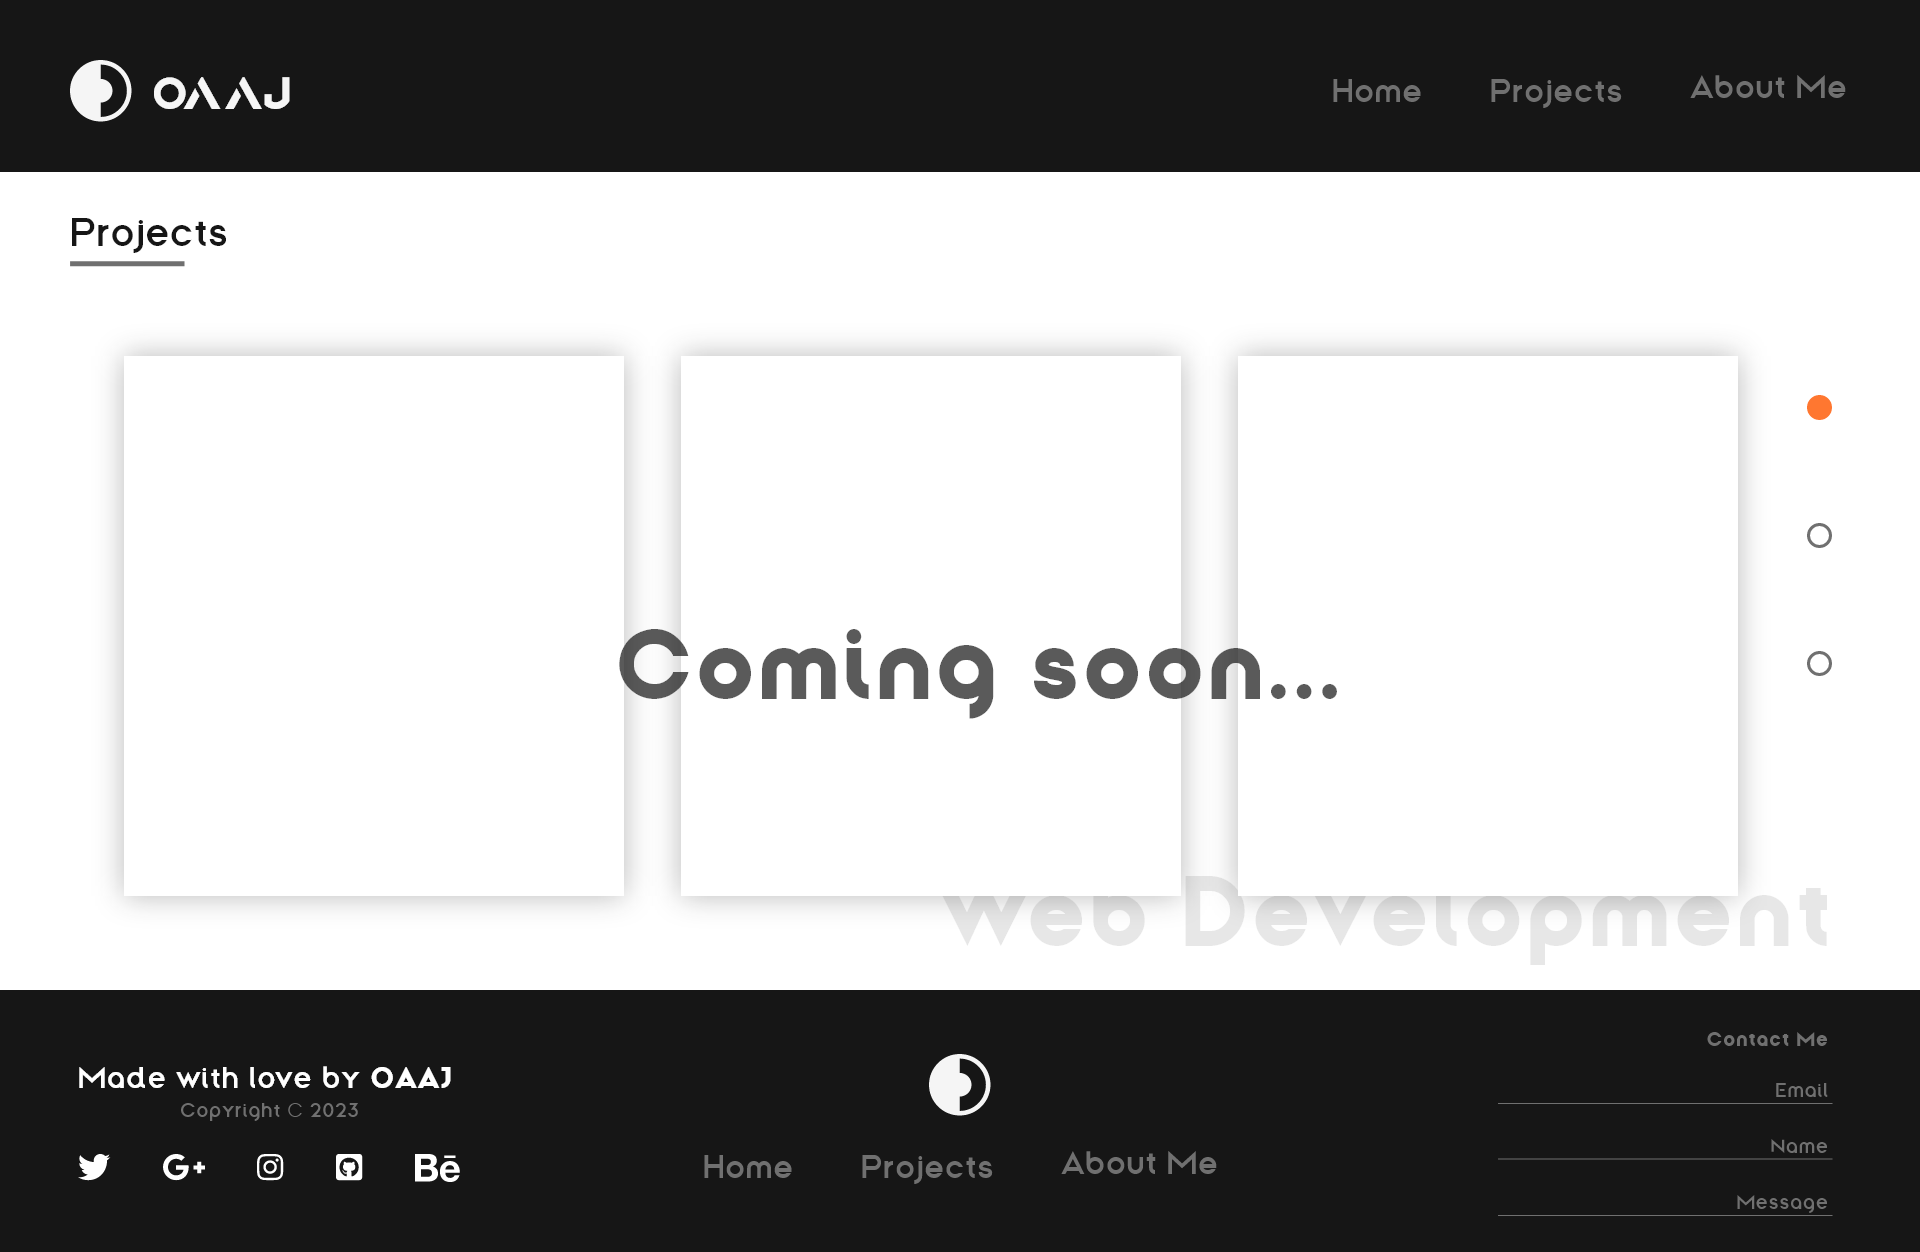 OAAJ
Home Projects About Me
Projects
Coming soon...
Web Development
Made with love by OAAJ
Copyright C 2023
G+
Bē
Home Projects About Me
Contact Me
Email
Name
Message